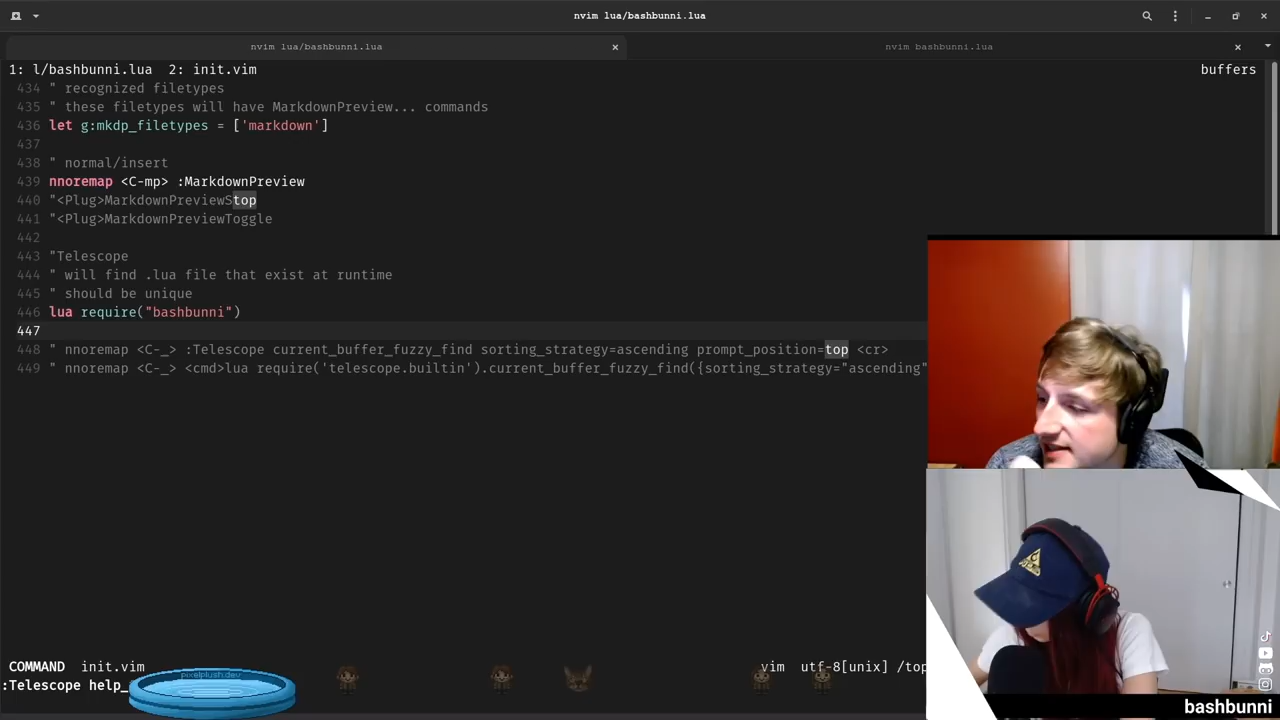 nvim lua/bashbunni.lua
nvim lua/bashbunni.lua
nvim bashbunni.lua
1: l/bashbunni.lua  2: init.vim
buffers
434 " recognized filetypes
435 " these filetypes will have MarkdownPreview... commands
436 let g:mkdp_filetypes = ['markdown']
437
438 " normal/insert
439 nnoremap <C-mp> :MarkdownPreview
440 "<Plug>MarkdownPreviewStop
441 "<Plug>MarkdownPreviewToggle
442
443 "Telescope
444 " will find .lua file that exist at runtime
445 " should be unique
446 lua require("bashbunni")
447
448 " nnoremap <C-_> :Telescope current_buffer_fuzzy_find sorting_strategy=ascending prompt_position=top <cr>
449 " nnoremap <C-_> <cmd>lua require('telescope.builtin').current_buffer_fuzzy_find({sorting_strategy="ascending"
COMMAND  init.vim
vim  utf-8[unix]  /top
:Telescope help_
pixelplush.dev
bashbunni